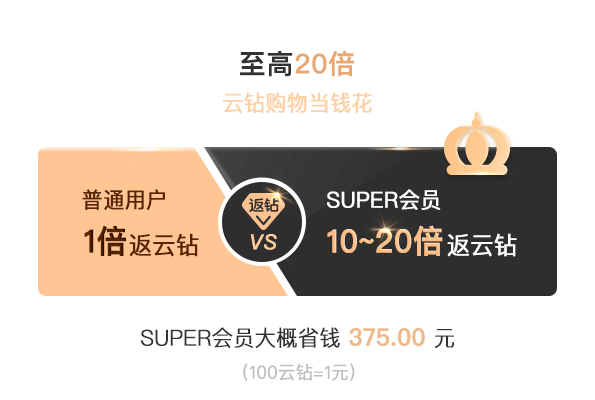 至高20倍
云钻购物当钱花
普通用户
1倍返云钻
返钻
VS
SUPER会员
10~20倍返云钻
SUPER会员大概省钱 375.00 元
(100云钻=1元)